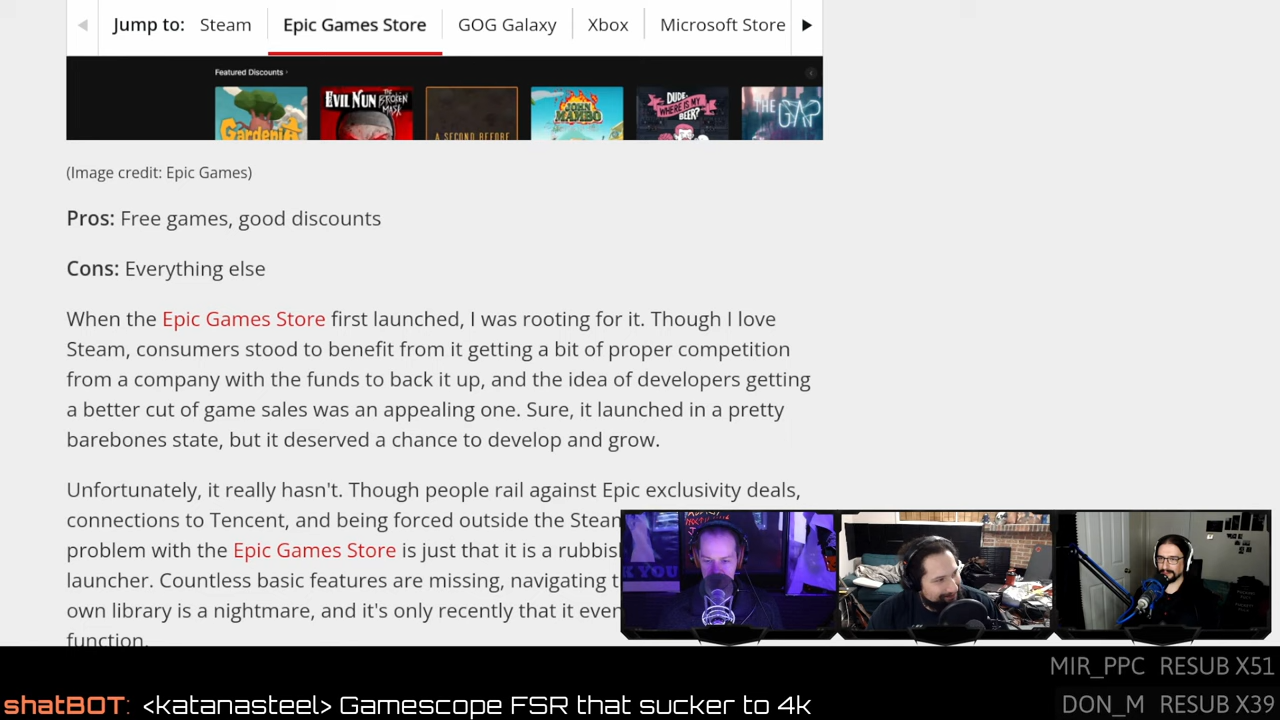 Jump to: Steam Epic Games Store GOG Galaxy Xbox Microsoft Store
Featured Discounts
Gardenia
EVIL NUN THE BROKEN MASK
A SECOND BEFORE
JOHN MAMBO
DUDE, WHERE IS MY BEER?
THE GAP
(Image credit: Epic Games)
Pros: Free games, good discounts
Cons: Everything else
When the Epic Games Store first launched, I was rooting for it. Though I love
Steam, consumers stood to benefit from it getting a bit of proper competition
from a company with the funds to back it up, and the idea of developers getting
a better cut of game sales was an appealing one. Sure, it launched in a pretty
barebones state, but it deserved a chance to develop and grow.
Unfortunately, it really hasn't. Though people rail against Epic exclusivity deals,
connections to Tencent, and being forced outside the Steam
problem with the Epic Games Store is just that it is a
launcher. Countless basic features are missing, navigating
own library is a nightmare, and it's only recently that it
function.
MIR_PPC RESUB X51
shatBOT: <katanasteel> Gamescope FSR that sucker to 4k
DON_M RESUB X39